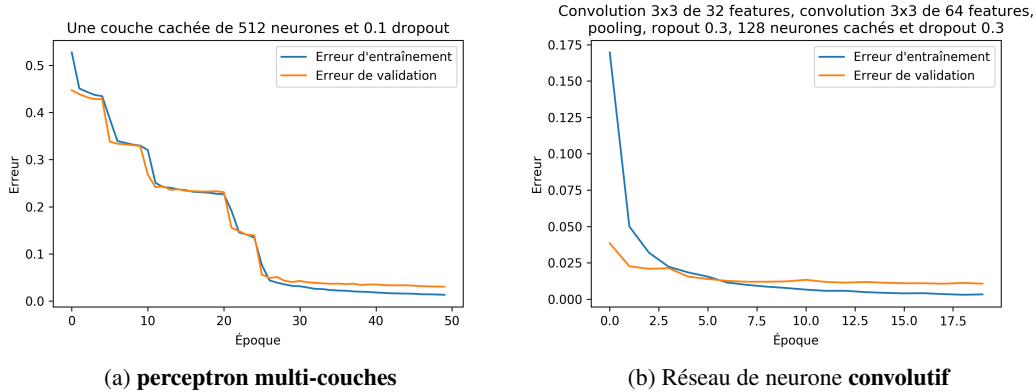 Une couche cachée de 512 neurones et 0.1 dropout
Erreur d'entraînement
Erreur de validation
0.5
0.4
0.3
0.2
0.1
0.0
Erreur
0
10
20
30
40
50
Époque
(a) perceptron multi-couches
Convolution 3x3 de 32 features, convolution 3x3 de 64 features,
pooling, ropout 0.3, 128 neurones cachés et dropout 0.3
Erreur d'entraînement
Erreur de validation
0.175
0.150
0.125
0.100
0.075
0.050
0.025
0.000
Erreur
0.0
2.5
5.0
7.5
10.0
12.5
15.0
17.5
Époque
(b) Réseau de neurone convolutif